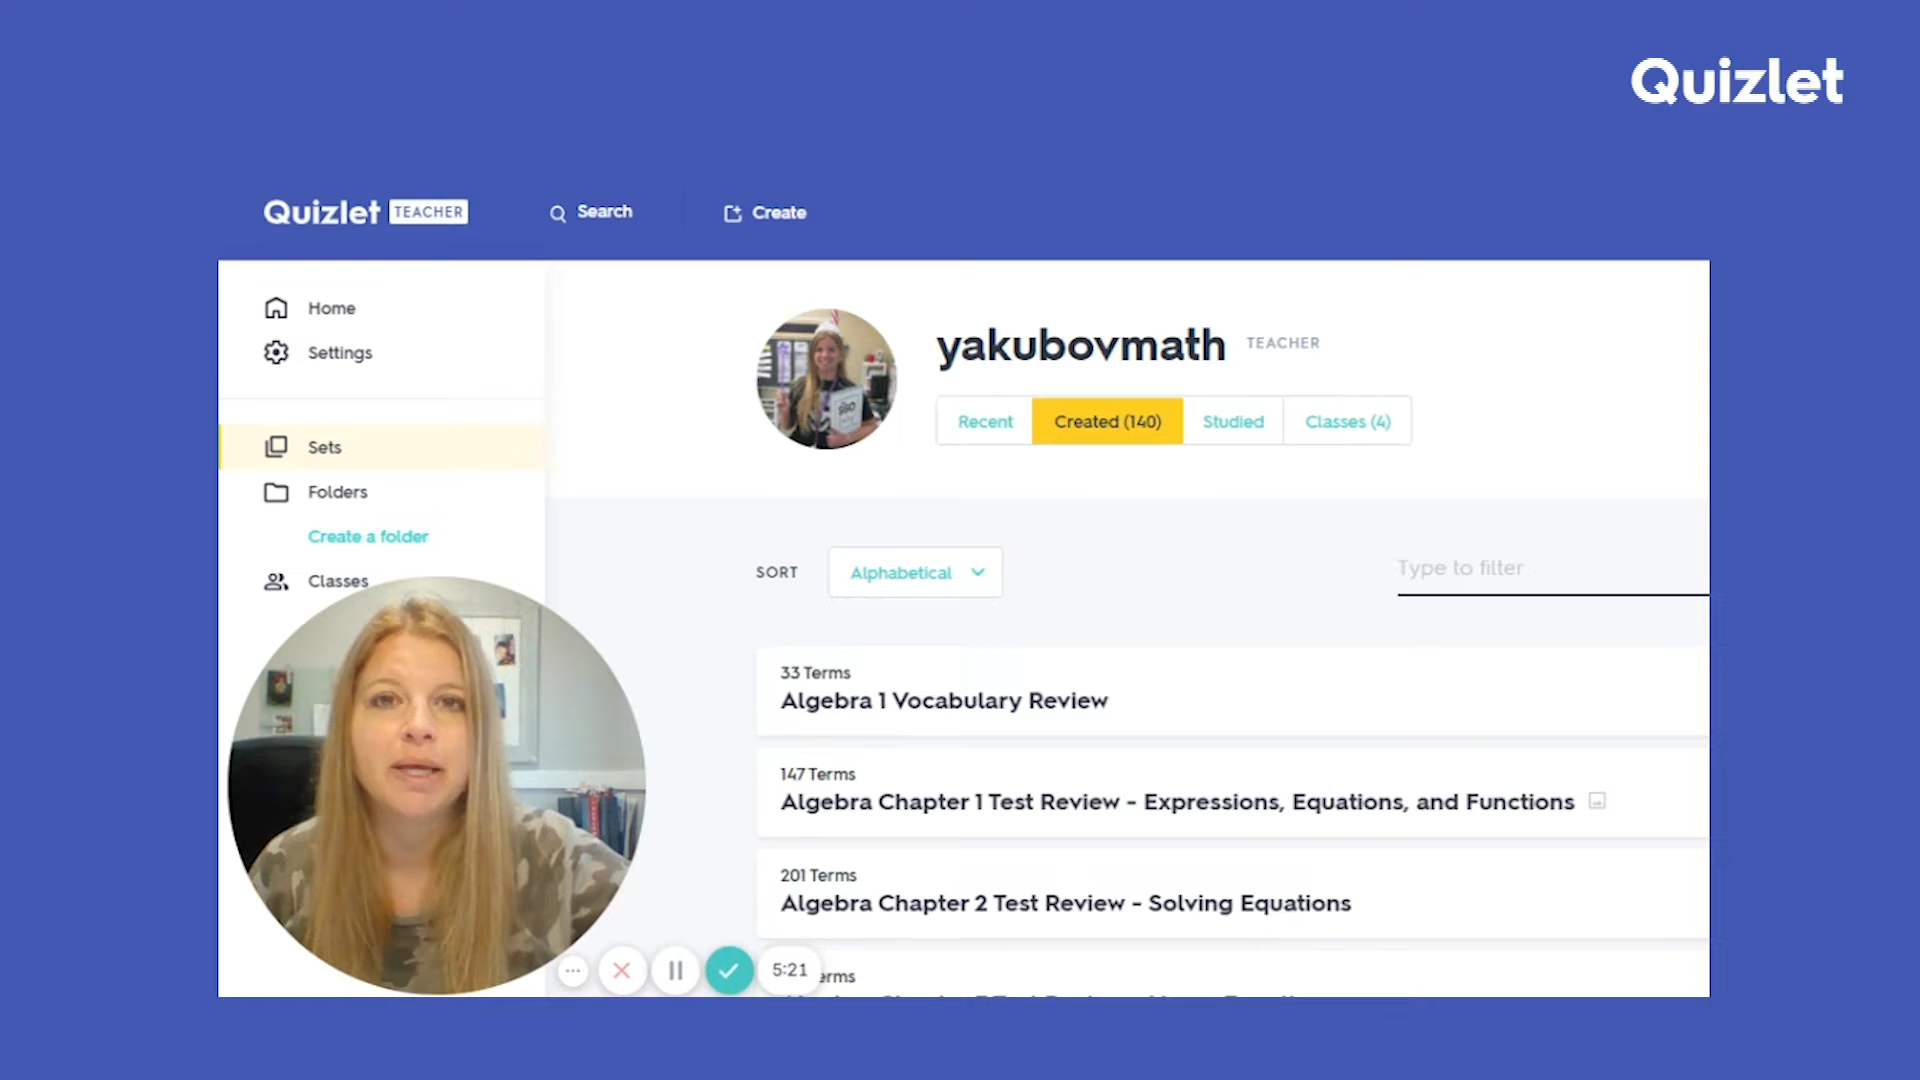 Quizlet
Quizlet TEACHER
Search
Create
Home
Settings
Sets
Folders
Create a folder
Classes
yakubovmath TEACHER
Recent
Created (140)
Studied
Classes (4)
SORT
Alphabetical
Type to filter
33 Terms
Algebra 1 Vocabulary Review
147 Terms
Algebra Chapter 1 Test Review - Expressions, Equations, and Functions
201 Terms
Algebra Chapter 2 Test Review - Solving Equations
5:21
erms